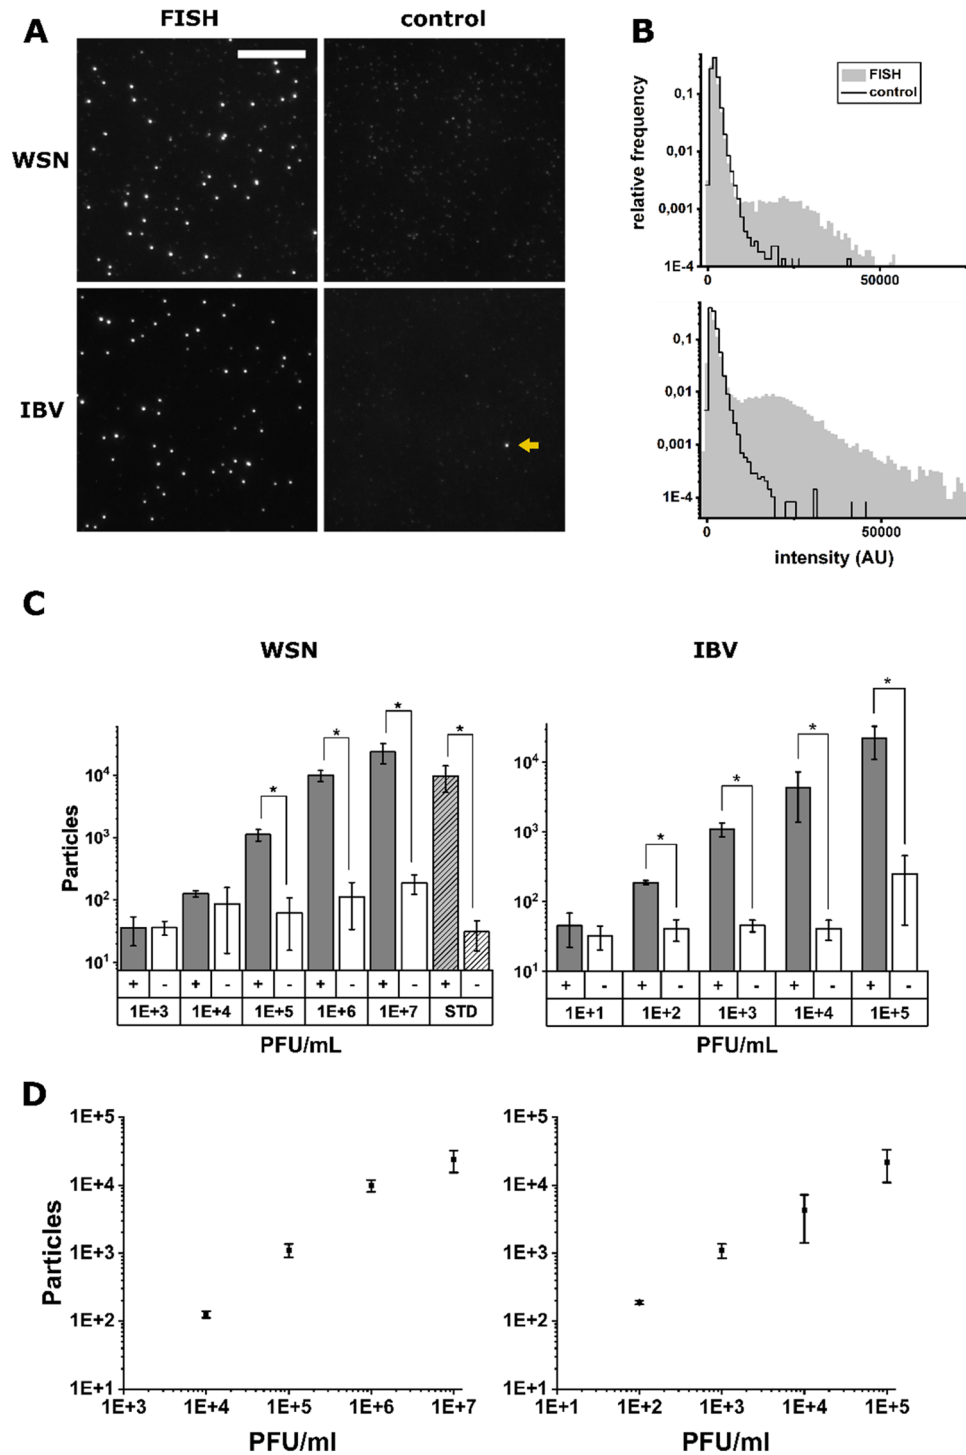 A
FISH
control
WSN
IBV
B
FISH
control
relative frequency
0,1
0,01
0,001
1E-4
0
50000
0,1
0,01
0,001
1E-4
0
50000
intensity (AU)
C
WSN
Particles
10⁴
10³
10²
10¹
*
*
*
*
+ - + - + - + - + - + -
1E+3 1E+4 1E+5 1E+6 1E+7 STD
PFU/mL
IBV
10⁴
10³
10²
10¹
*
*
*
*
+ - + - + - + - + -
1E+1 1E+2 1E+3 1E+4 1E+5
PFU/mL
D
Particles
1E+5
1E+4
1E+3
1E+2
1E+1
1E+3 1E+4 1E+5 1E+6 1E+7
PFU/ml
1E+5
1E+4
1E+3
1E+2
1E+1
1E+1 1E+2 1E+3 1E+4 1E+5
PFU/ml